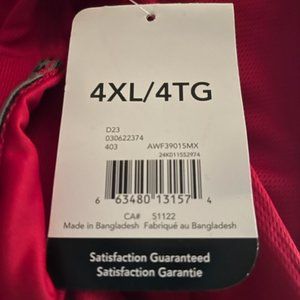 4XL/4TG
D23
030622374
403 AWF39015MX
24K011552974
6 63480 13157 4
CA# 51122
Made in Bangladesh Fabriqué au Bangladesh
Satisfaction Guaranteed
Satisfaction Garantie